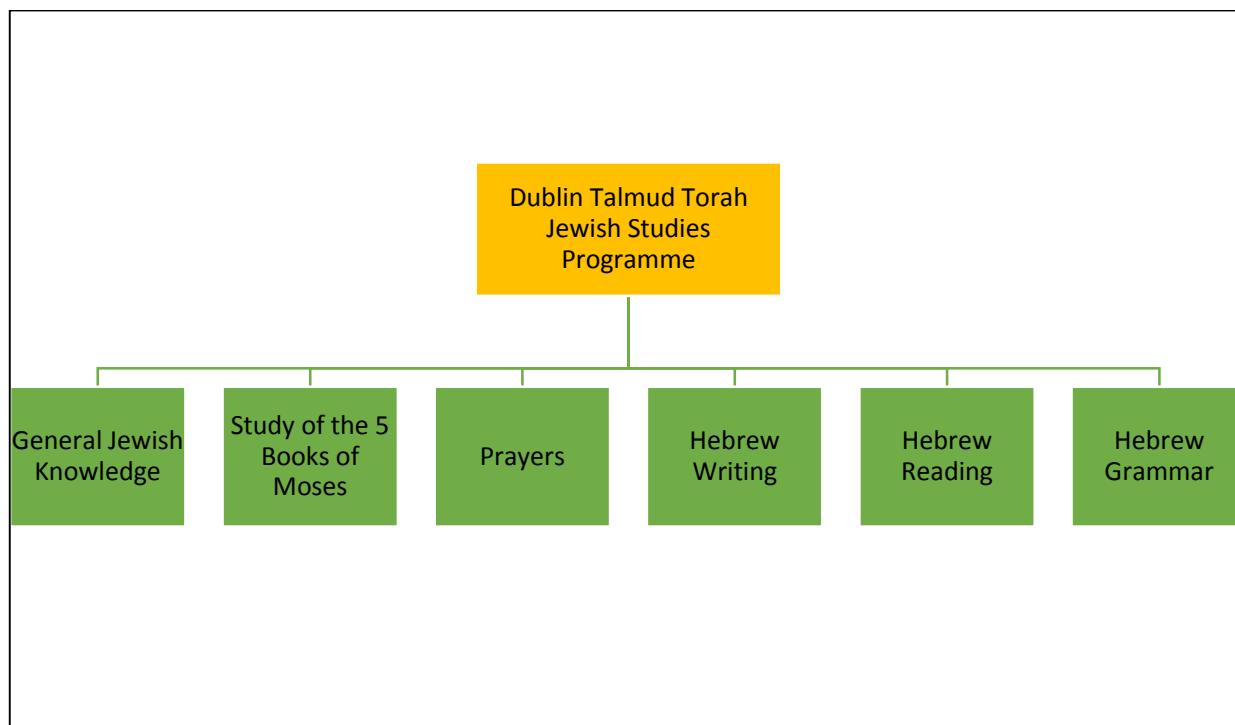 Dublin Talmud Torah
Jewish Studies
Programme
General Jewish
Knowledge
Study of the 5
Books of
Moses
Prayers
Hebrew
Writing
Hebrew
Reading
Hebrew
Grammar